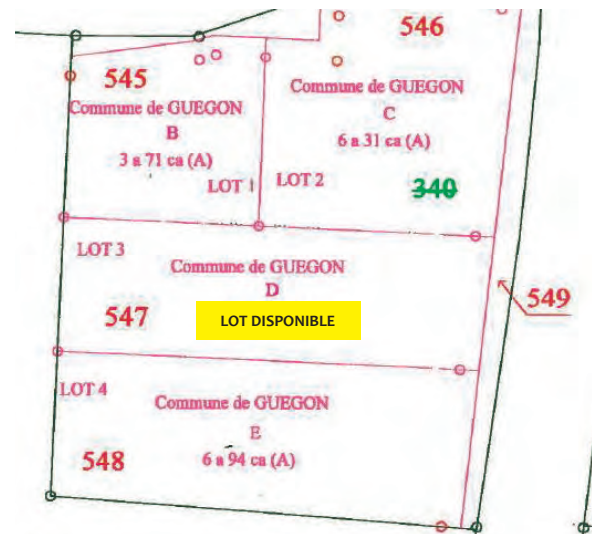 546
545
Commune de GUEGON
B
3 a 71 ca (A)
LOT 1
Commune de GUEGON
C
6 a 31 ca (A)
LOT 2
340
LOT 3
Commune de GUEGON
D
547
LOT DISPONIBLE
549
LOT 4
Commune de GUEGON
E
6 a 94 ca (A)
548